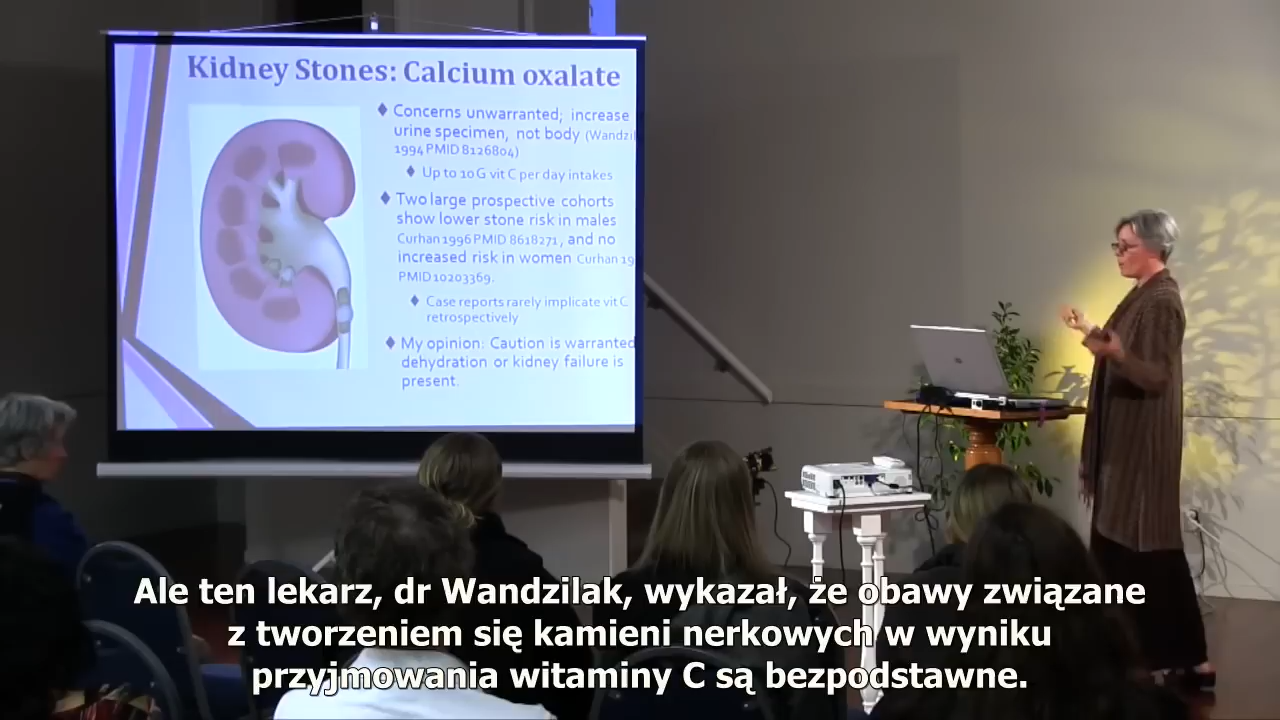 Kidney Stones: Calcium oxalate
Concerns unwarranted; increase
urine specimen, not body (Wandzil
1994 PMID 8126804)
Up to 10 G vit C per day intakes
Two large prospective cohorts
show lower stone risk in males
Curhan 1996 PMID 8618271, and no
increased risk in women Curhan 19
PMID 10203369.
Case reports rarely implicate vit C
retrospectively
My opinion: Caution is warranted
dehydration or kidney failure is
present.
Ale ten lekarz, dr Wandzilak, wykazał, że obawy związane
z tworzeniem się kamieni nerkowych w wyniku
przyjmowania witaminy C są bezpodstawne.